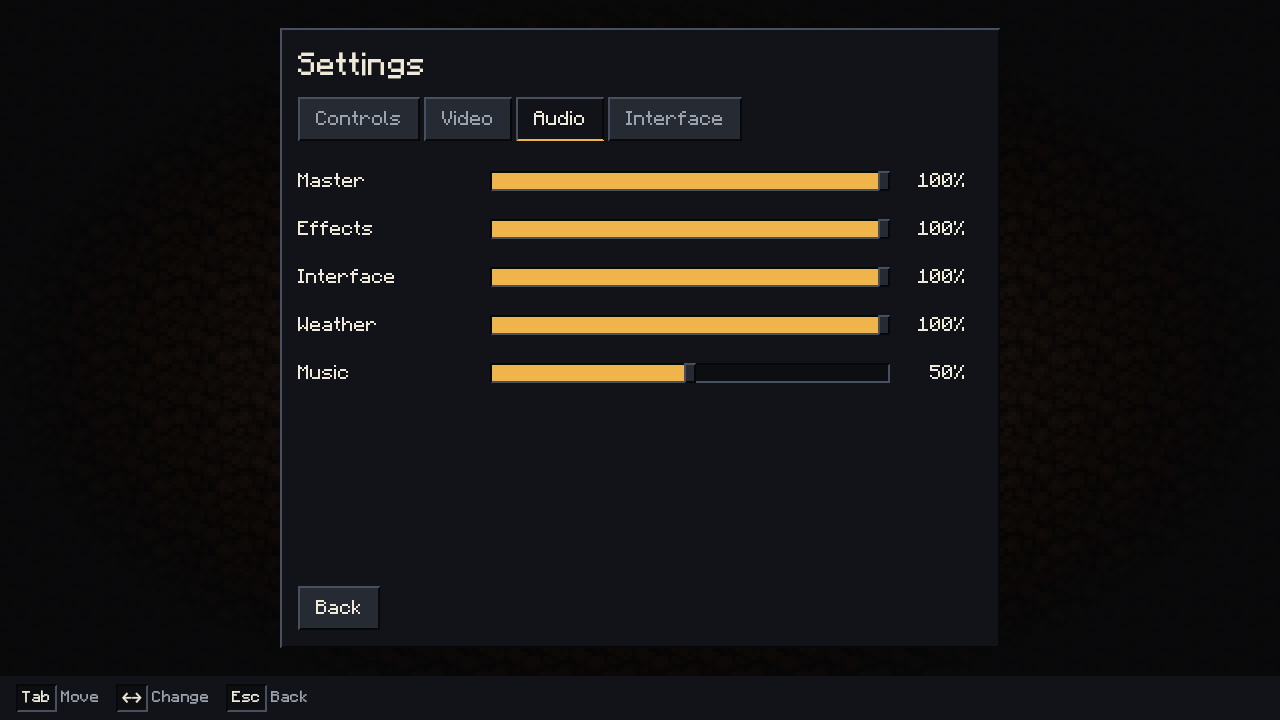 Settings
Controls Video Audio Interface
Master 100%
Effects 100%
Interface 100%
Weather 100%
Music 50%
Back
Tab Move ↔ Change Esc Back